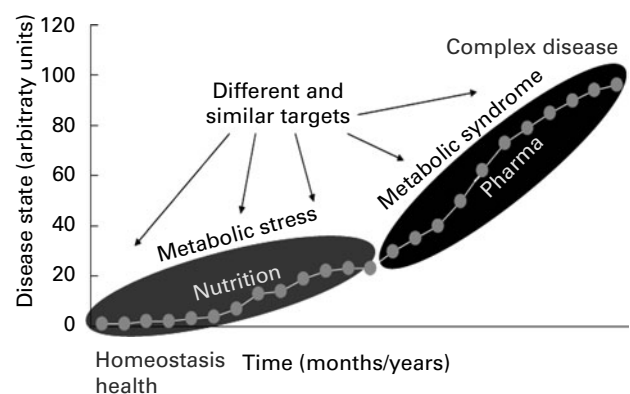 Disease state (arbitraty units)
120
100
80
60
40
20
0
Complex disease
Different and
similar targets
Metabolic syndrome
Pharma
Metabolic stress
Nutrition
Homeostasis
health
Time (months/years)